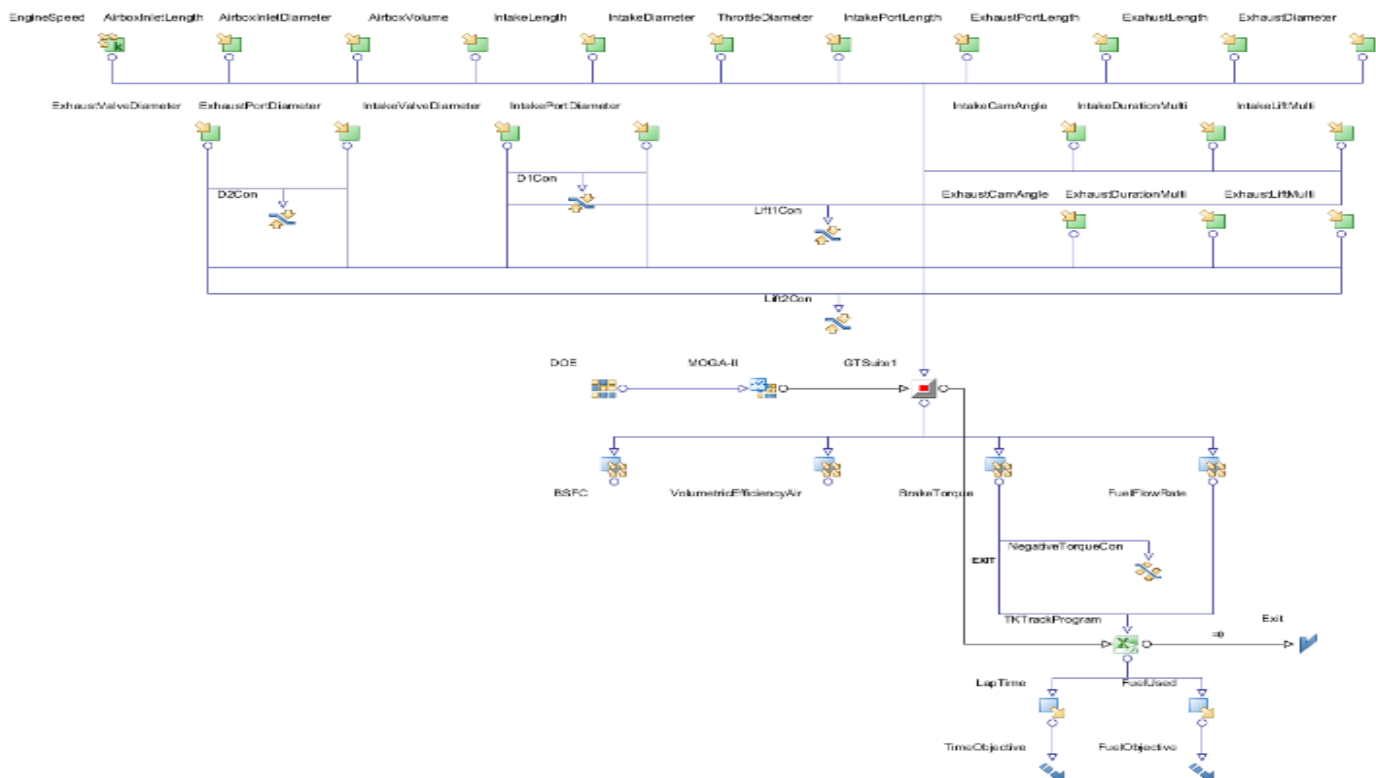 EngineSpeed AirboxInletLength AirboxInletDiameter AirboxVolume IntakeLength IntakeDiameter ThrottleDiameter IntakePortLength ExhaustPortLength ExahustLength ExhaustDiameter
ExhaustValveDiameter ExhaustPortDiameter IntakeValveDiameter IntakePortDiameter IntakeCamAngle IntakeDurationMulti IntakeLiftMulti
D2Con D1Con Lift1Con ExhaustCamAngle ExhaustDurationMulti ExhaustLiftMulti
Lift2Con
DOE MOGA-II GTSuite1
BSFC VolumetricEfficiencyAir BrakeTorque FuelFlowRate
NegativeTorqueCon
EXIT
TKTrackProgram Exit
=0
LapTime FuelUsed
TimeObjective FuelObjective